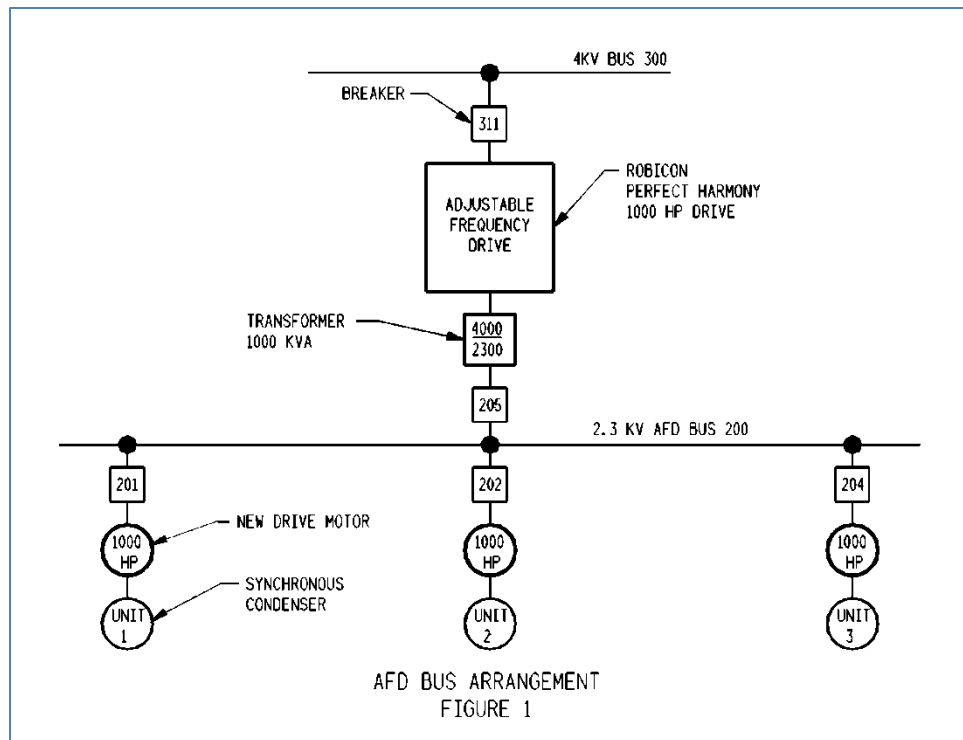 4KV BUS 300
BREAKER
311
ROBICON
PERFECT HARMONY
1000 HP DRIVE
ADJUSTABLE
FREQUENCY
DRIVE
TRANSFORMER
1000 KVA
4000
2300
205
2.3 KV AFD BUS 200
201
202
204
NEW DRIVE MOTOR
1000
HP
1000
HP
1000
HP
SYNCHRONOUS
CONDENSER
UNIT
1
UNIT
2
UNIT
3
AFD BUS ARRANGEMENT
FIGURE 1